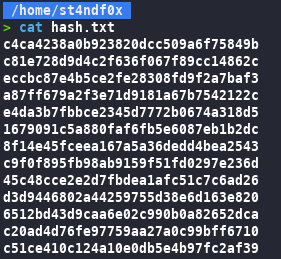 /home/st4ndf0x
> cat hash.txt
c4ca4238a0b923820dcc509a6f75849b
c81e728d9d4c2f636f067f89cc14862c
eccbc87e4b5ce2fe28308fd9f2a7baf3
a87ff679a2f3e71d9181a67b7542122c
e4da3b7fbbce2345d7772b0674a318d5
1679091c5a880faf6fb5e6087eb1b2dc
8f14e45fceea167a5a36dedd4bea2543
c9f0f895fb98ab9159f51fd0297e236d
45c48cce2e2d7fbdea1afc51c7c6ad26
d3d9446802a44259755d38e6d163e820
6512bd43d9caa6e02c990b0a82652dca
c20ad4d76fe97759aa27a0c99bff6710
c51ce410c124a10e0db5e4b97fc2af39